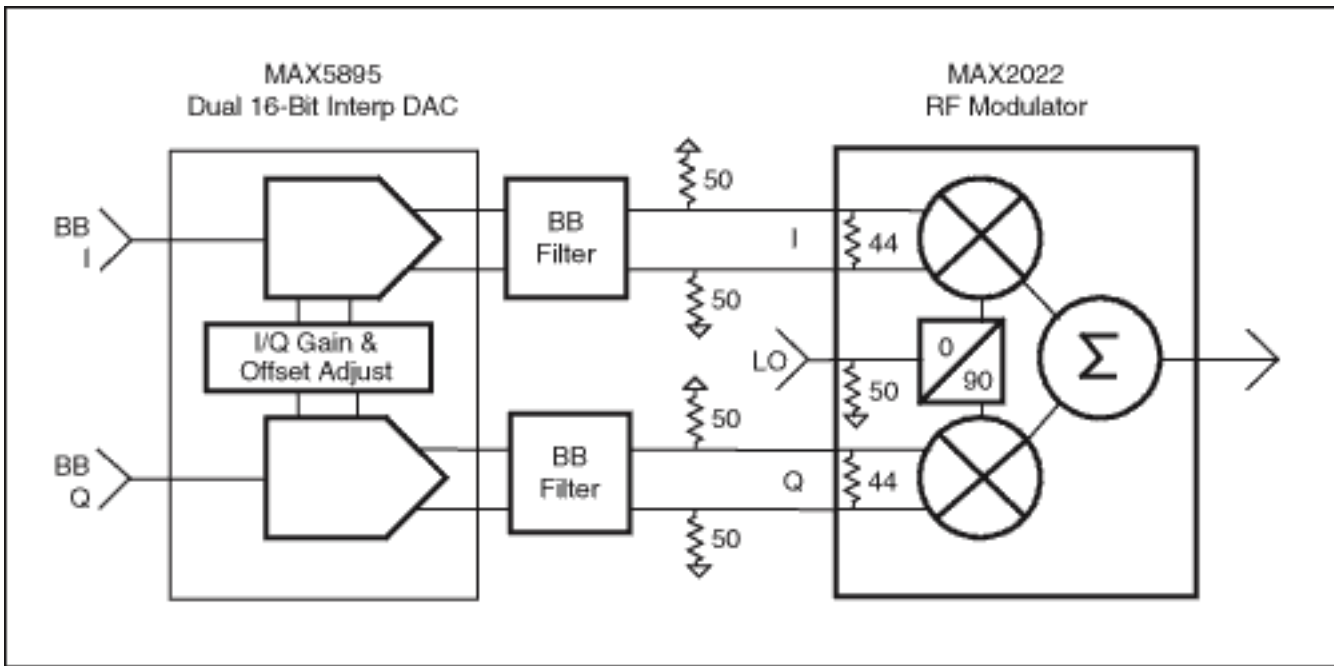 MAX5895
Dual 16-Bit Interp DAC
MAX2022
RF Modulator
BB
I
BB
Filter
50
50
I
44
I/Q Gain &
Offset Adjust
LO
0
90
50
Σ
BB
Q
BB
Filter
50
50
Q
44